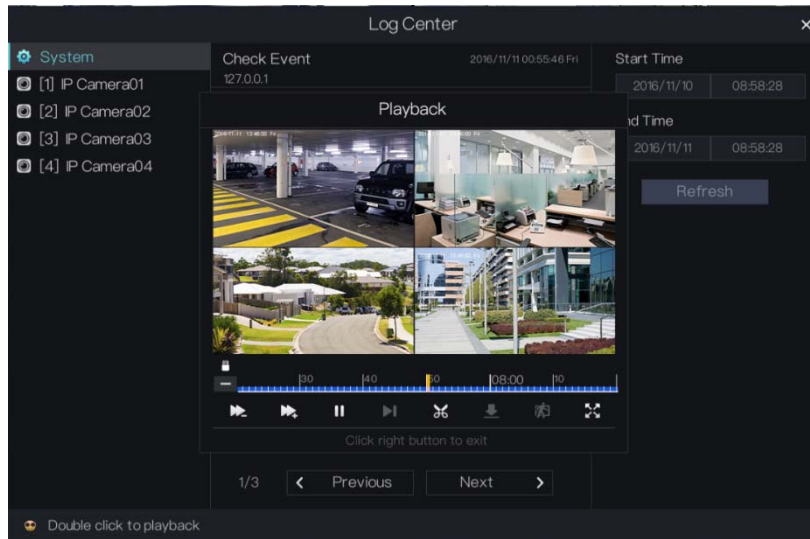 Log Center
System
[1] IP Camera01
[2] IP Camera02
[3] IP Camera03
[4] IP Camera04
Check Event
2016/11/11 00:55:46 Fri
127.0.0.1
Start Time
2016/11/10 08:58:28
nd Time
2016/11/11 08:58:28
Refresh
Playback
30 40 50 08:00 10
Click right button to exit
1/3 Previous Next
Double click to playback